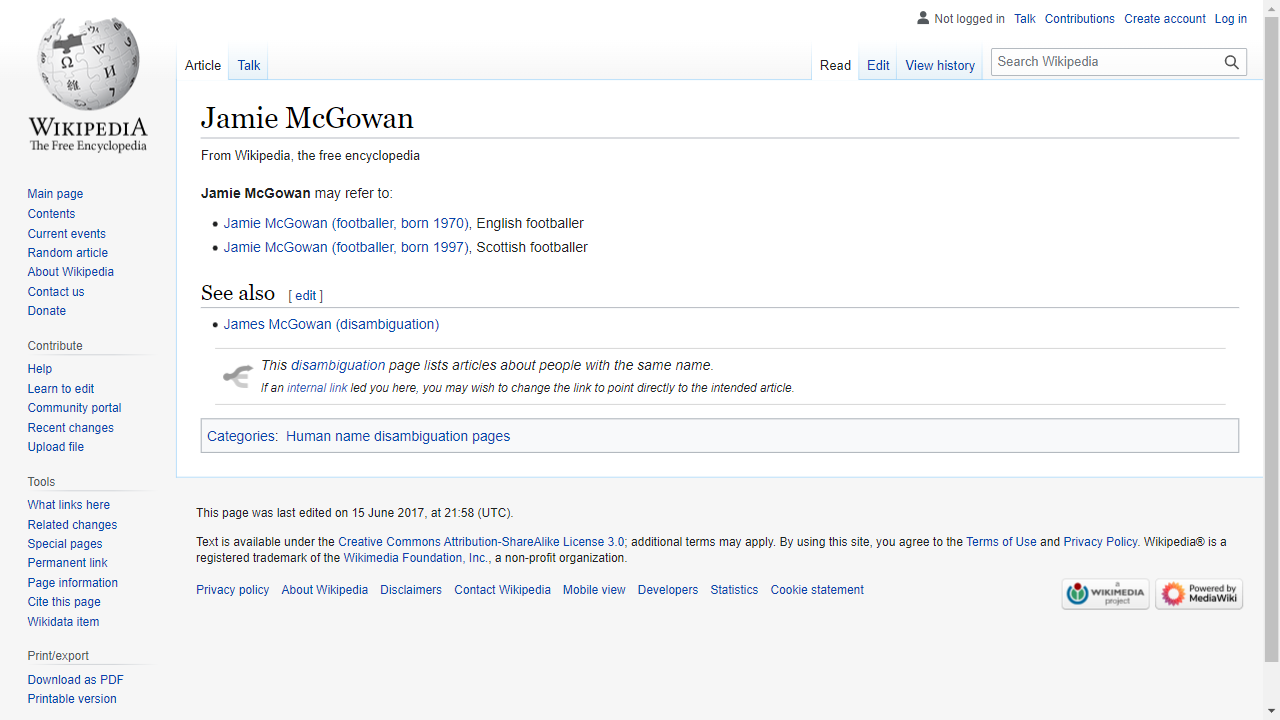 Not logged in Talk Contributions Create account Log in
Article Talk Read Edit View history Search Wikipedia
WIKIPEDIA
The Free Encyclopedia
Main page
Contents
Current events
Random article
About Wikipedia
Contact us
Donate
Contribute
Help
Learn to edit
Community portal
Recent changes
Upload file
Tools
What links here
Related changes
Special pages
Permanent link
Page information
Cite this page
Wikidata item
Print/export
Download as PDF
Printable version
Jamie McGowan
From Wikipedia, the free encyclopedia
Jamie McGowan may refer to:
• Jamie McGowan (footballer, born 1970), English footballer
• Jamie McGowan (footballer, born 1997), Scottish footballer
See also [ edit ]
• James McGowan (disambiguation)
This disambiguation page lists articles about people with the same name.
If an internal link led you here, you may wish to change the link to point directly to the intended article.
Categories: Human name disambiguation pages
This page was last edited on 15 June 2017, at 21:58 (UTC).
Text is available under the Creative Commons Attribution-ShareAlike License 3.0; additional terms may apply. By using this site, you agree to the Terms of Use and Privacy Policy. Wikipedia® is a
registered trademark of the Wikimedia Foundation, Inc., a non-profit organization.
Privacy policy About Wikipedia Disclaimers Contact Wikipedia Mobile view Developers Statistics Cookie statement
a
WIKIMEDIA
project
Powered by
MediaWiki